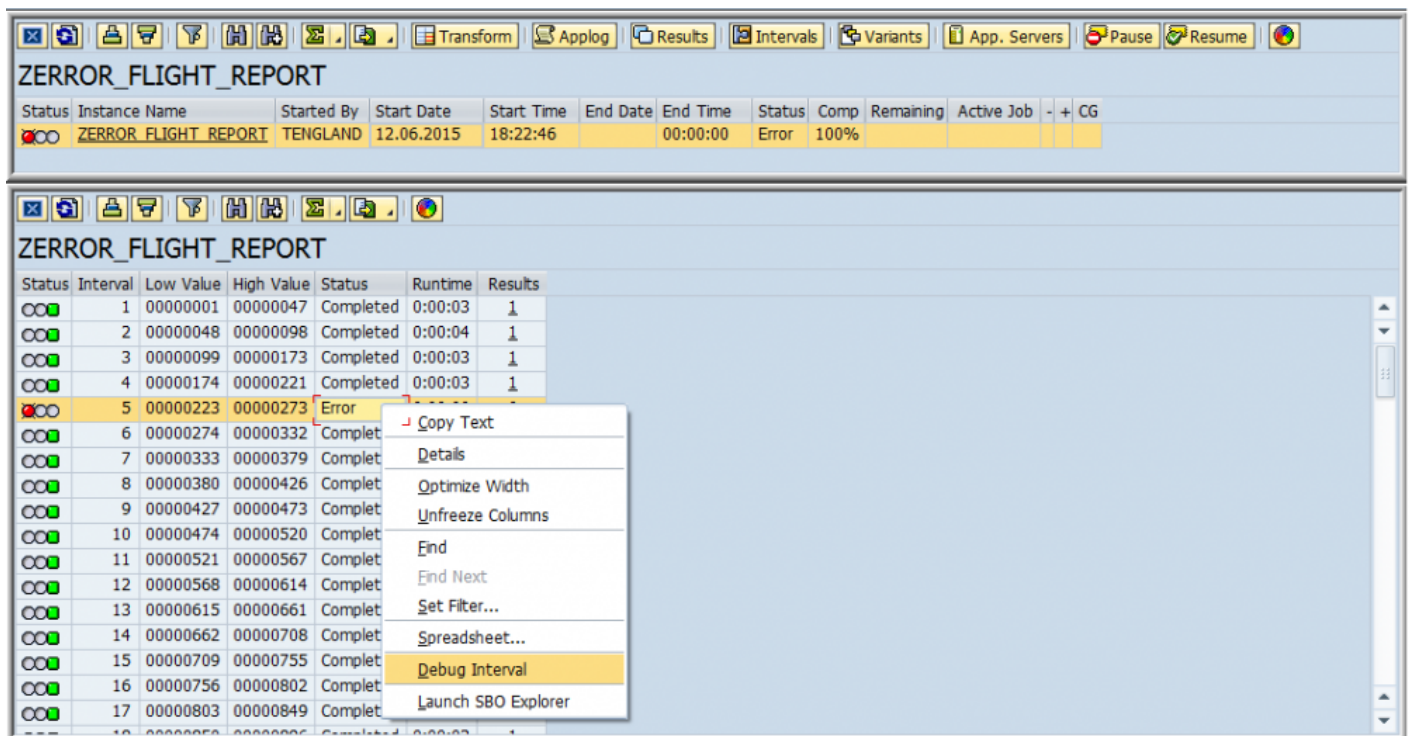 Transform Applog Results Intervals Variants App. Servers Pause Resume
ZERROR_FLIGHT_REPORT
Status Instance Name Started By Start Date Start Time End Date End Time Status Comp Remaining Active Job - + CG
ZERROR_FLIGHT_REPORT TENGLAND 12.06.2015 18:22:46 00:00:00 Error 100%
ZERROR_FLIGHT_REPORT
Status Interval Low Value High Value Status Runtime Results
1 00000001 00000047 Completed 0:00:03 1
2 00000048 00000098 Completed 0:00:04 1
3 00000099 00000173 Completed 0:00:03 1
4 00000174 00000221 Completed 0:00:03 1
5 00000223 00000273 Error
6 00000274 00000332 Complet
7 00000333 00000379 Complet
8 00000380 00000426 Complet
9 00000427 00000473 Complet
10 00000474 00000520 Complet
11 00000521 00000567 Complet
12 00000568 00000614 Complet
13 00000615 00000661 Complet
14 00000662 00000708 Complet
15 00000709 00000755 Complet
16 00000756 00000802 Complet
17 00000803 00000849 Complet
Copy Text
Details
Optimize Width
Unfreeze Columns
Find
Find Next
Set Filter...
Spreadsheet...
Debug Interval
Launch SBO Explorer